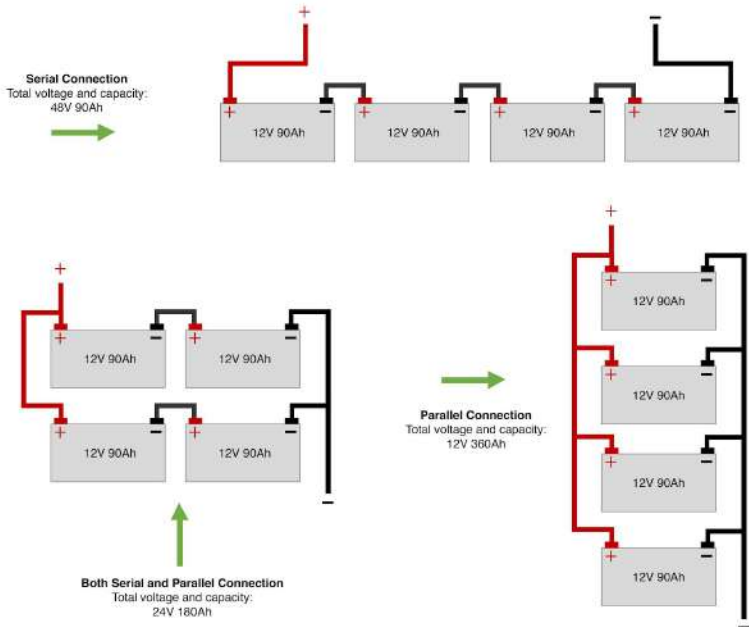 +
−
Serial Connection
Total voltage and capacity:
48V 90Ah
12V 90Ah
12V 90Ah
12V 90Ah
12V 90Ah
+ − + − + − + −
+
12V 90Ah
12V 90Ah
+ − + −
12V 90Ah
12V 90Ah
+ − + −
−
Both Serial and Parallel Connection
Total voltage and capacity:
24V 180Ah
+
+ −
12V 90Ah
+ −
12V 90Ah
Parallel Connection
Total voltage and capacity:
12V 360Ah
+ −
12V 90Ah
+ −
12V 90Ah
−